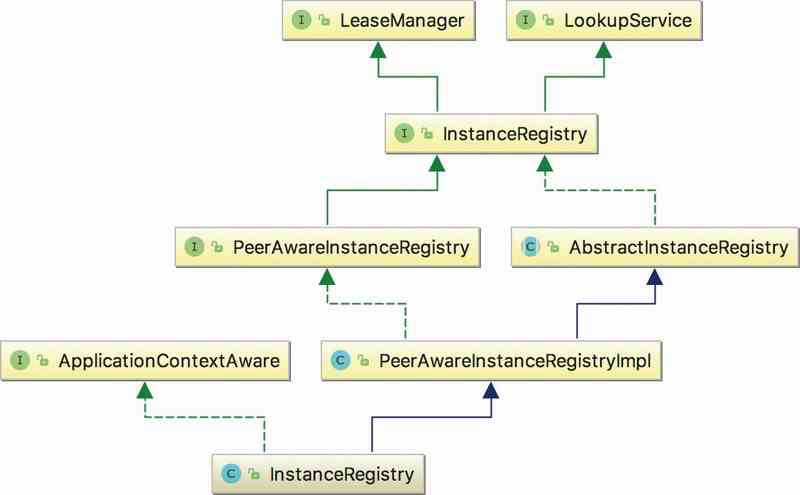 I LeaseManager
I LookupService
I InstanceRegistry
I PeerAwareInstanceRegistry
C AbstractInstanceRegistry
I ApplicationContextAware
C PeerAwareInstanceRegistryImpl
C InstanceRegistry